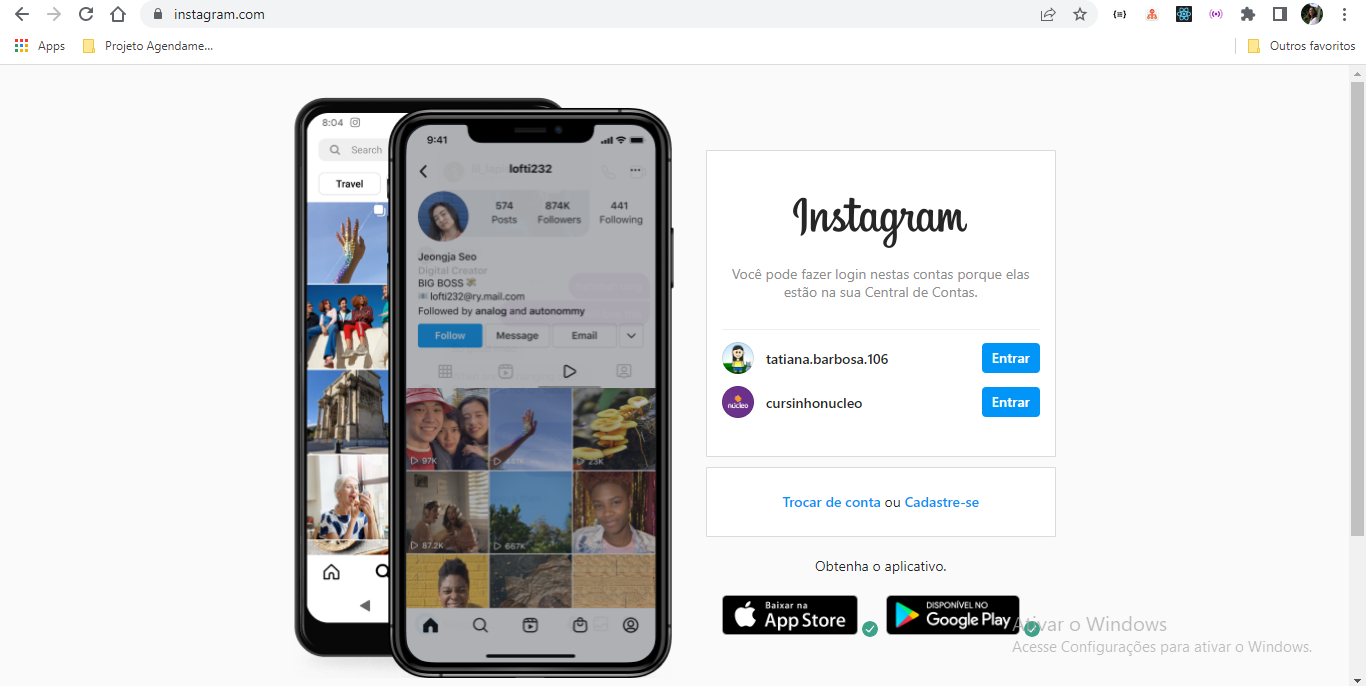 instagram.com
Apps
Projeto Agendame...
Outros favoritos
8:04
Search
Travel
9:41
lofti232
574
874K
441
Posts
Followers
Following
Jeongja Seo
Digital Creator
BIG BOSS
lofti232@ry.mail.com
Followed by analog and autonommy
Follow
Message
Email
97K
23K
87.2K
667K
Instagram
Você pode fazer login nestas contas porque elas
estão na sua Central de Contas.
tatiana.barbosa.106
Entrar
núcleo
cursinhonucleo
Entrar
Trocar de conta ou Cadastre-se
Obtenha o aplicativo.
Baixar na
App Store
DISPONÍVEL NO
Google Play
Ativar o Windows
Acesse Configurações para ativar o Windows.